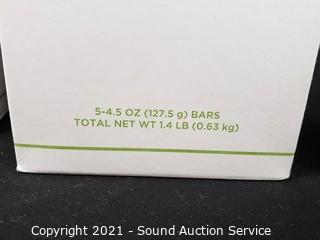 5-4.5 OZ (127.5 g) BARS
TOTAL NET WT 1.4 LB (0.63 kg)
Copyright 2021 - Sound Auction Service